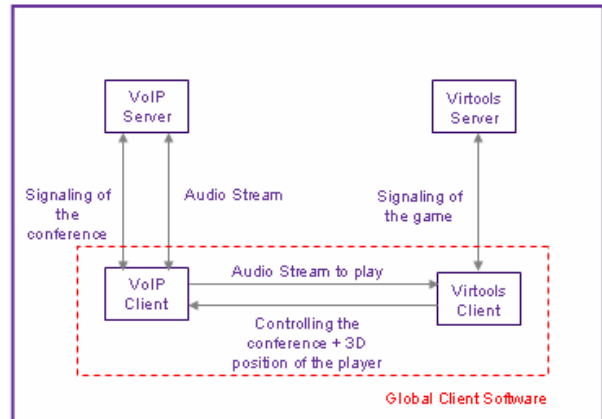 VoIP
Server
Virtools
Server
Signaling of
the
conference
Audio Stream
Signaling of
the game
VoIP
Client
Audio Stream to play
Virtools
Client
Controlling the
conference + 3D
position of the player
Global Client Software